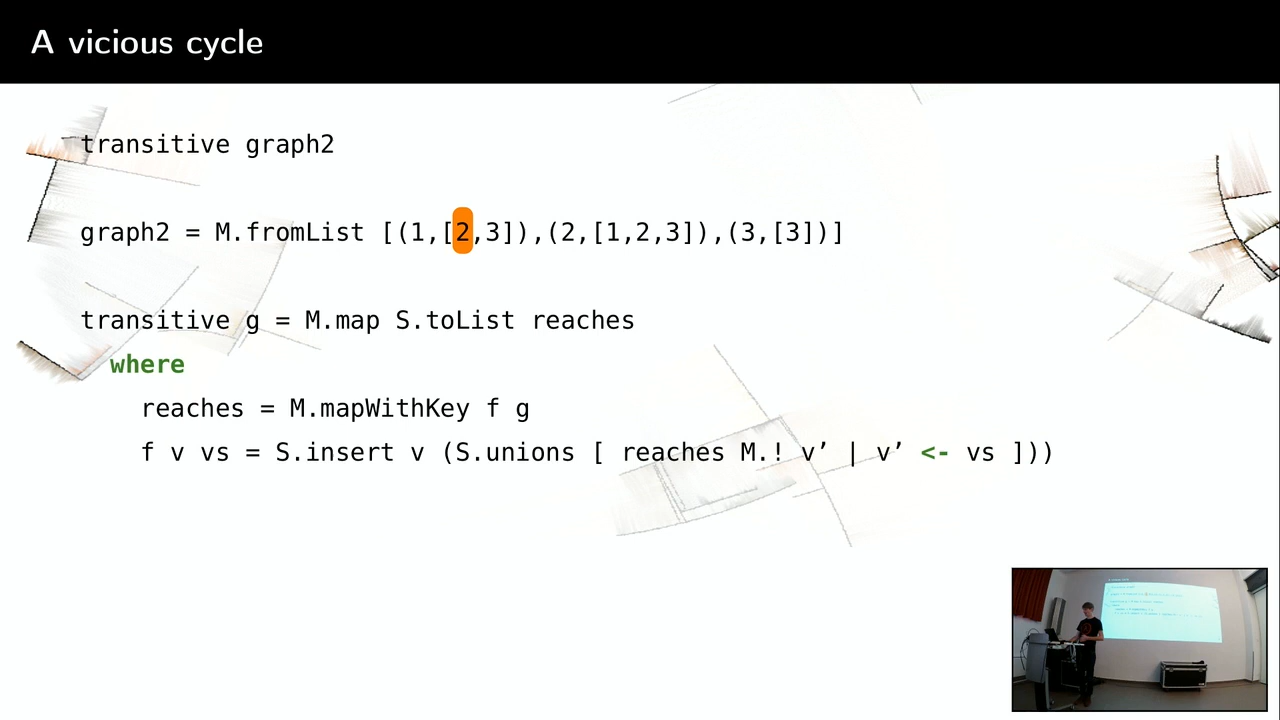 A vicious cycle
transitive graph2
graph2 = M.fromList [(1,[2,3]),(2,[1,2,3]),(3,[3])]
transitive g = M.map S.toList reaches
where
reaches = M.mapWithKey f g
f v vs = S.insert v (S.unions [ reaches M.! v’ | v’ <- vs ]))